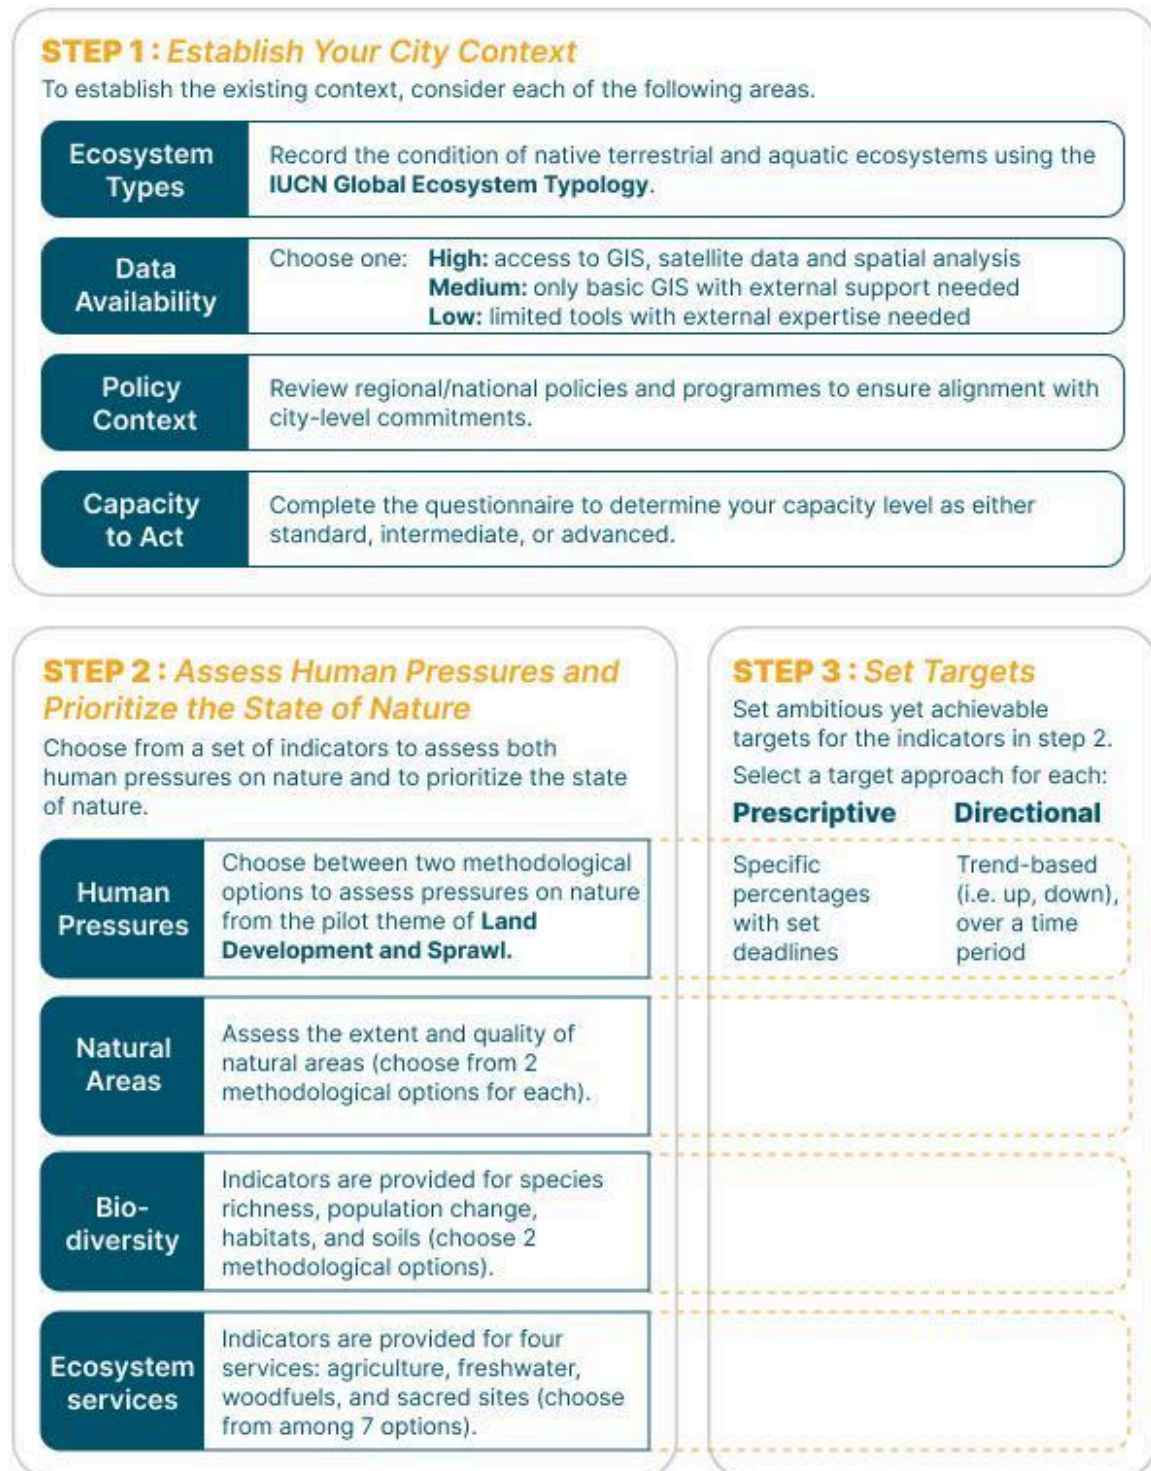 STEP 1 : Establish Your City Context
To establish the existing context, consider each of the following areas.
Ecosystem
Types
Record the condition of native terrestrial and aquatic ecosystems using the
IUCN Global Ecosystem Typology.
Data
Availability
Choose one: High: access to GIS, satellite data and spatial analysis
Medium: only basic GIS with external support needed
Low: limited tools with external expertise needed
Policy
Context
Review regional/national policies and programmes to ensure alignment with
city-level commitments.
Capacity
to Act
Complete the questionnaire to determine your capacity level as either
standard, intermediate, or advanced.
STEP 2 : Assess Human Pressures and
Prioritize the State of Nature
Choose from a set of indicators to assess both
human pressures on nature and to prioritize the state
of nature.
Human
Pressures
Choose between two methodological
options to assess pressures on nature
from the pilot theme of Land
Development and Sprawl.
Natural
Areas
Assess the extent and quality of
natural areas (choose from 2
methodological options for each).
Bio-
diversity
Indicators are provided for species
richness, population change,
habitats, and soils (choose 2
methodological options).
Ecosystem
services
Indicators are provided for four
services: agriculture, freshwater,
woodfuels, and sacred sites (choose
from among 7 options).
STEP 3 : Set Targets
Set ambitious yet achievable
targets for the indicators in step 2.
Select a target approach for each:
Prescriptive
Specific
percentages
with set
deadlines
Directional
Trend-based
(i.e. up, down),
over a time
period